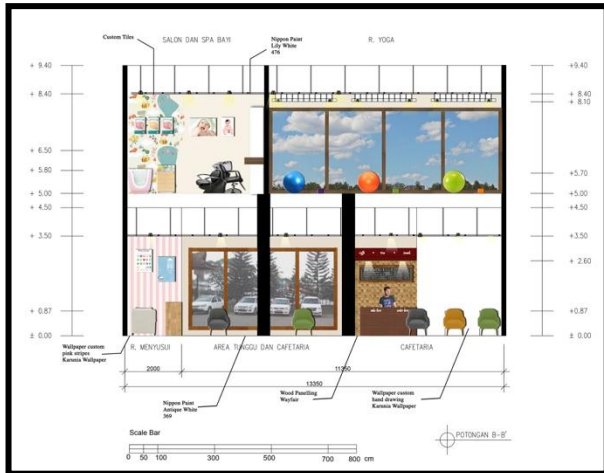 Custom Tiles
SALON DAN SPA BAYI
Nippon Paint
Lily White
476
R. YOGA
+ 9.40
+ 8.40
+ 6.50
+ 5.80
+ 5.00
+ 4.50
+ 3.50
+ 0.87
± 0.00
+9.40
+ 8.40
+ 8.10
+5.70
+ 5.00
+ 4.50
+3.50
+ 2.60
+0.87
± 0.00
Wallpaper custom
pink stripes
Karunia Wallpaper
R. MENYUSUI
AREA TUNGGU DAN CAFETARIA
CAFETARIA
2000
11350
13350
Nippon Paint
Antique White
369
Wood Panelling
Wayfair
Wallpaper custom
hand drawing
Karunia Wallpaper
Scale Bar
0 50 100 300 500 700 800 cm
POTONGAN B-B'